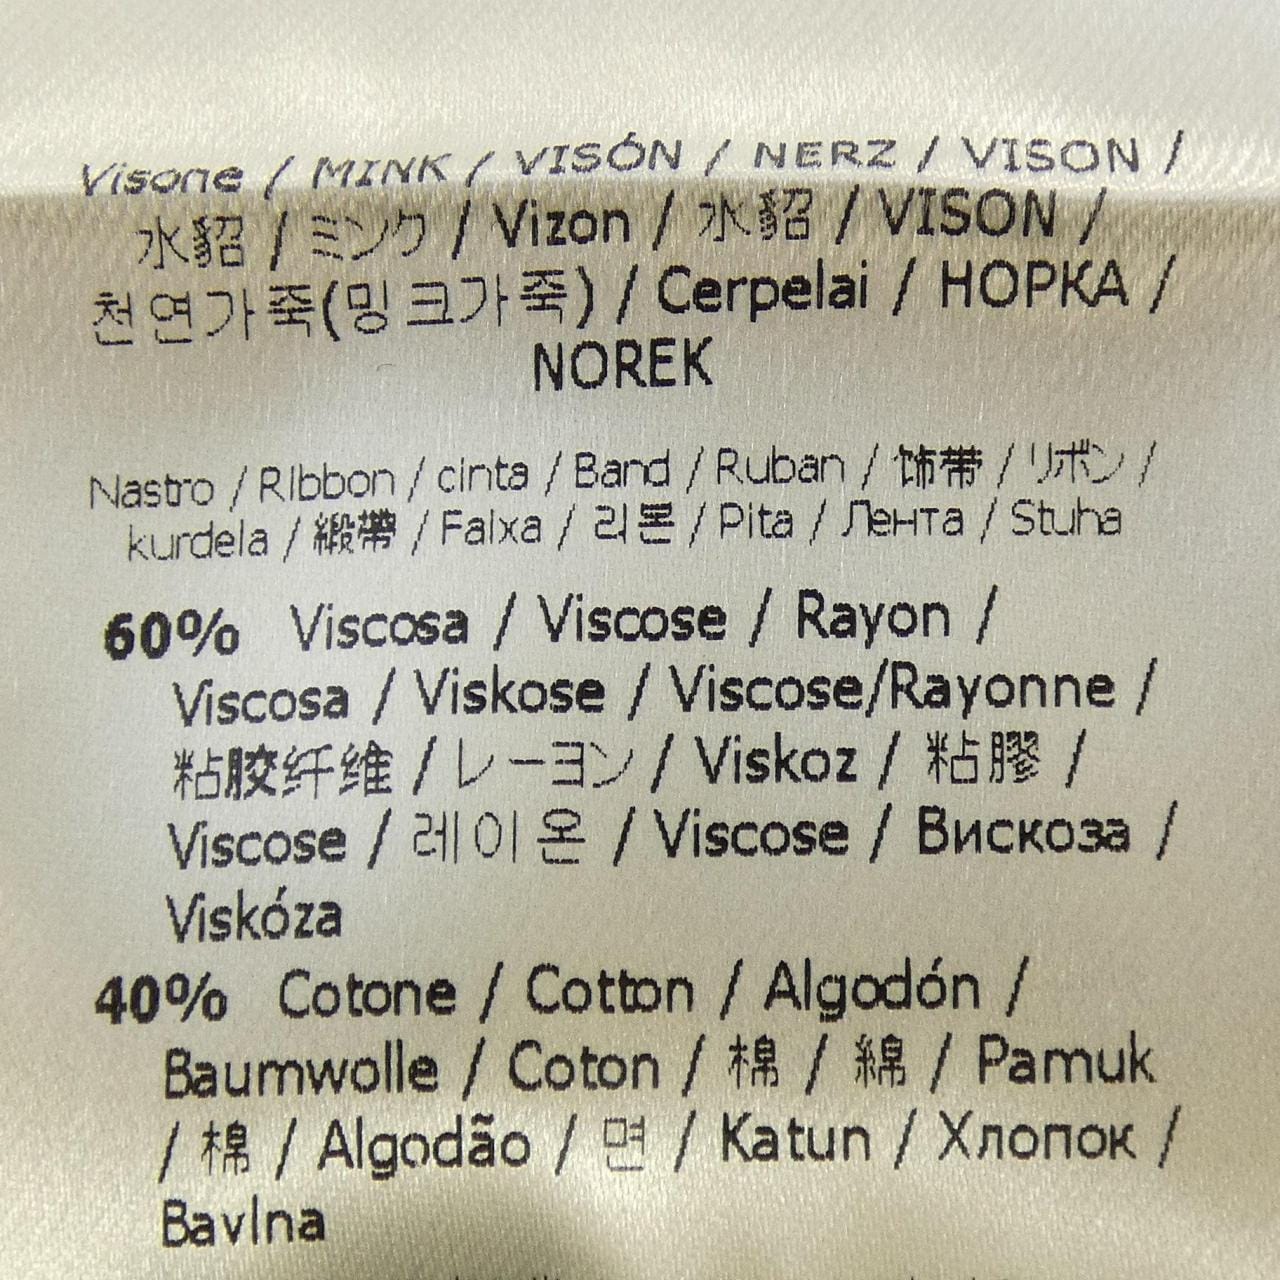 Visone / MINK / VISÓN / NERZ / VISON /
水貂 / ミンク / Vizon / 水貂 / VISON /
천연가죽(밍크가죽) / Cerpelai / НОРКА /
NOREK
Nastro / Ribbon / cinta / Band / Ruban / 饰带 / リボン /
kurdela / 緞帶 / Faixa / 리본 / Pita / Лента / Stuha
60% Viscosa / Viscose / Rayon /
Viscosa / Viskose / Viscose/Rayonne /
粘胶纤维 / レーヨン / Viskoz / 粘膠 /
Viscose / 레이온 / Viscose / Вискоза /
Viskóza
40% Cotone / Cotton / Algodón /
Baumwolle / Coton / 棉 / 綿 / Pamuk
/ 棉 / Algodão / 면 / Katun / Хлопок /
Bavlna